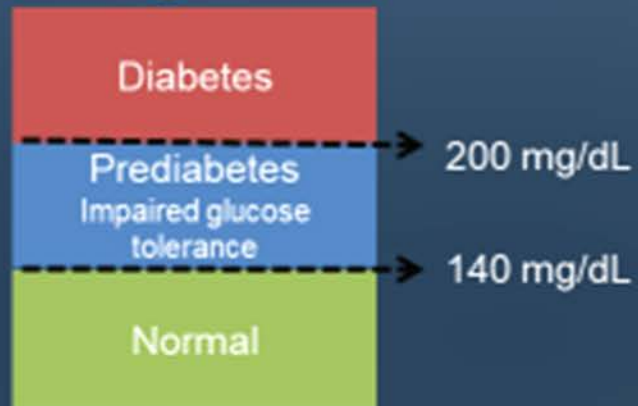 Diabetes
200 mg/dL
Prediabetes
Impaired glucose
tolerance
140 mg/dL
Normal